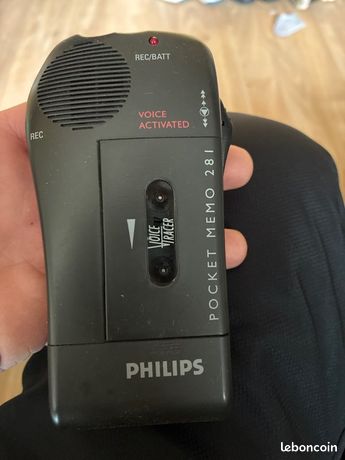 REC/BATT
VOICE
ACTIVATED
REC
POCKET MEMO 281
VOICE
TRACER
PHILIPS
leboncoin